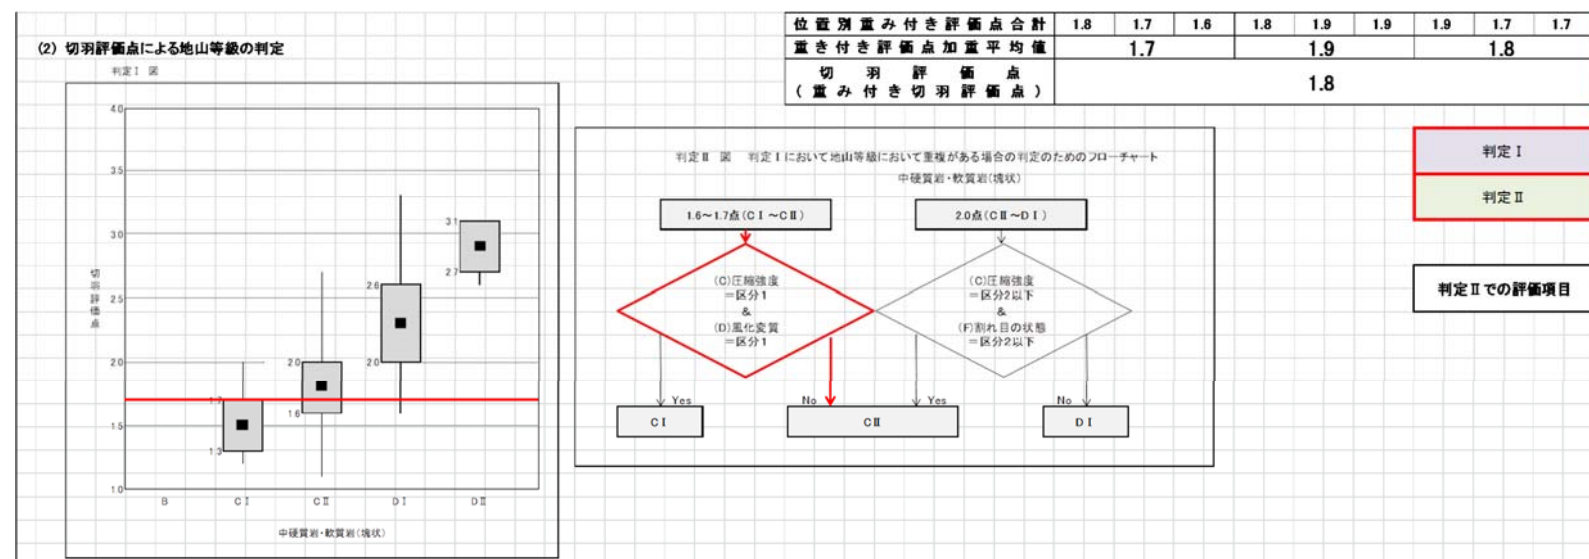 位置別重み付き評価点合計 1.8 1.7 1.6 1.8 1.9 1.9 1.9 1.7 1.7
重き付き評価点加重平均値 1.7 1.9 1.8
切羽評価点
(重み付き切羽評価点) 1.8
(2) 切羽評価点による地山等級の判定
判定Ⅰ 図
4.0
3.5
3.0
2.5
2.0
1.5
1.0
切羽評価点
1.7
1.3
2.0
1.6
2.6
2.0
3.1
2.7
B CⅠ CⅡ DⅠ DⅡ
中硬質岩・軟質岩(塊状)
判定Ⅱ 図 判定Ⅰにおいて地山等級において重複がある場合の判定のためのフローチャート
中硬質岩・軟質岩(塊状)
1.6~1.7点(CⅠ~CⅡ)
2.0点(CⅡ~DⅠ)
(C)圧縮強度
=区分1
&
(D)風化変質
=区分1
(C)圧縮強度
=区分2以下
&
(F)割れ目の状態
=区分2以下
Yes No Yes No
CⅠ CⅡ DⅠ
判定Ⅰ
判定Ⅱ
判定Ⅱでの評価項目